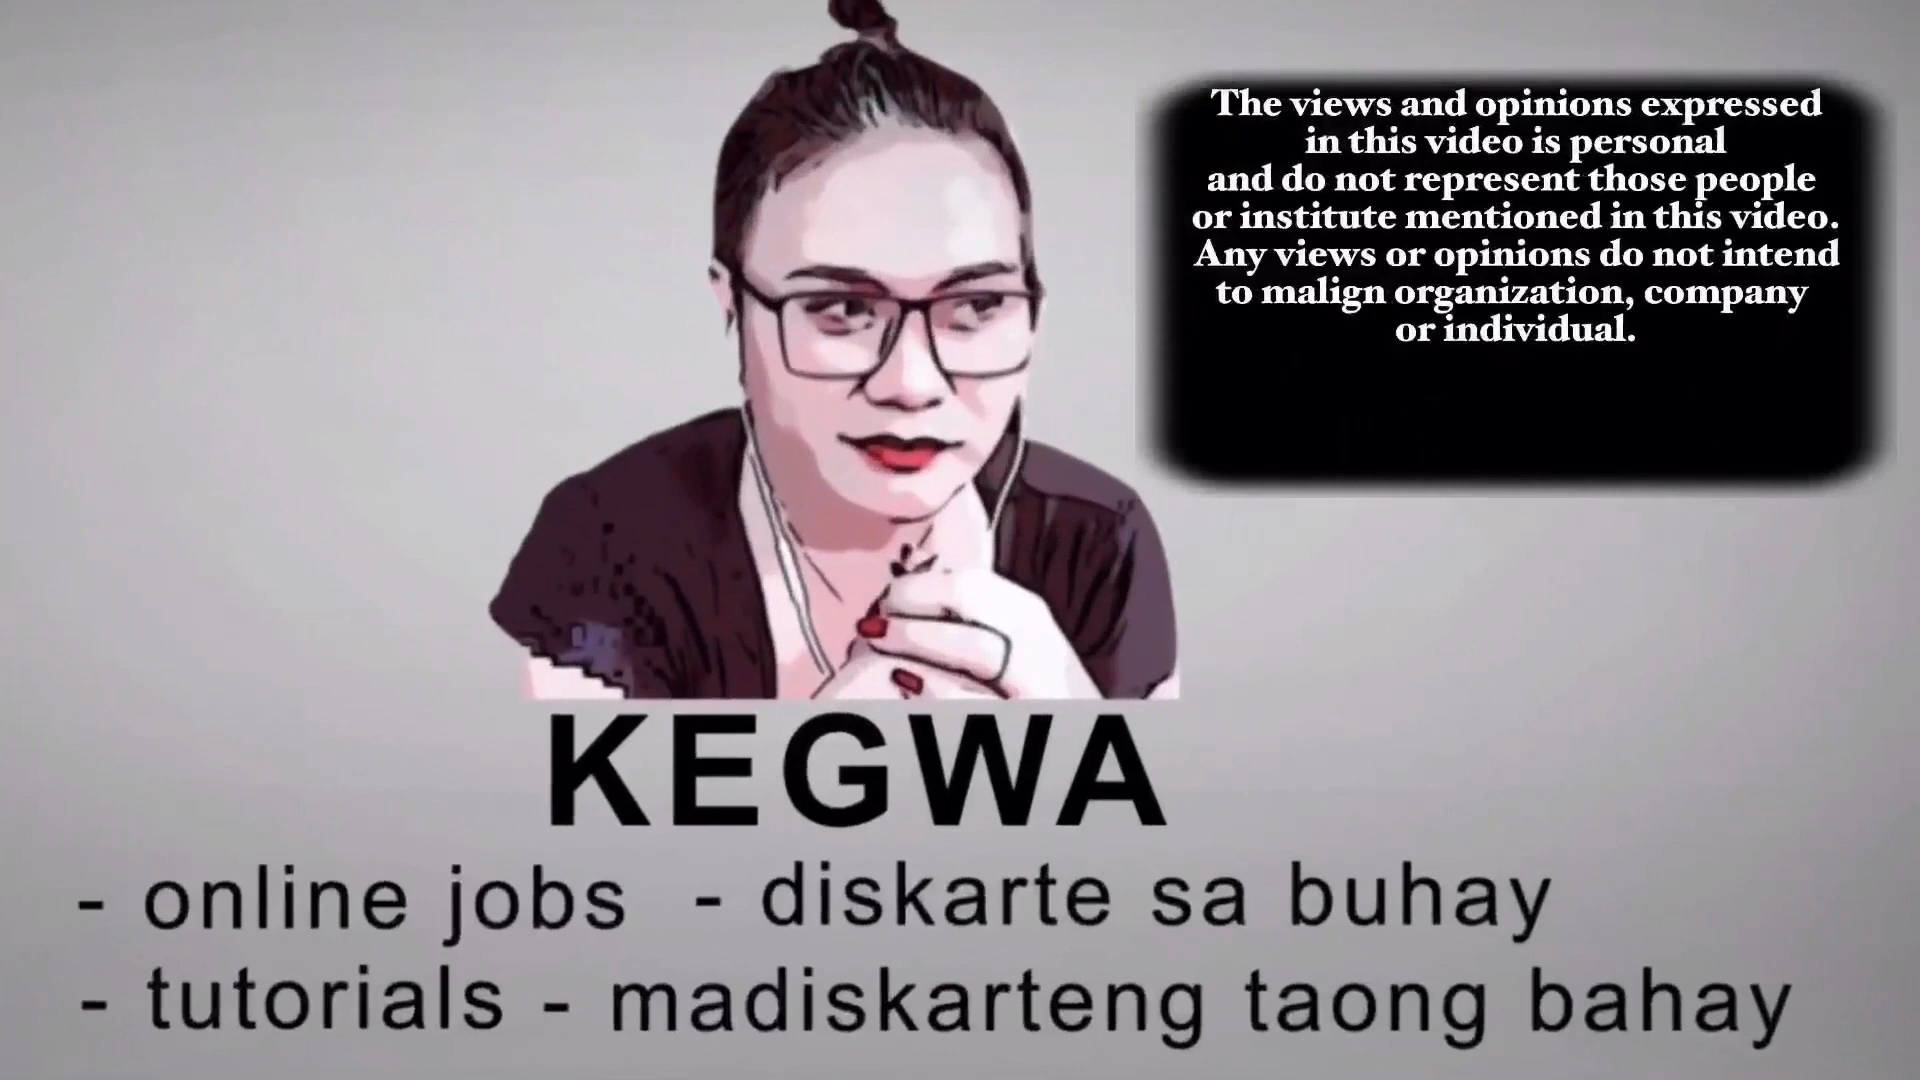 The views and opinions expressed
in this video is personal
and do not represent those people
or institute mentioned in this video.
Any views or opinions do not intend
to malign organization, company
or individual.
KEGWA
- online jobs - diskarte sa buhay
- tutorials - madiskarteng taong bahay